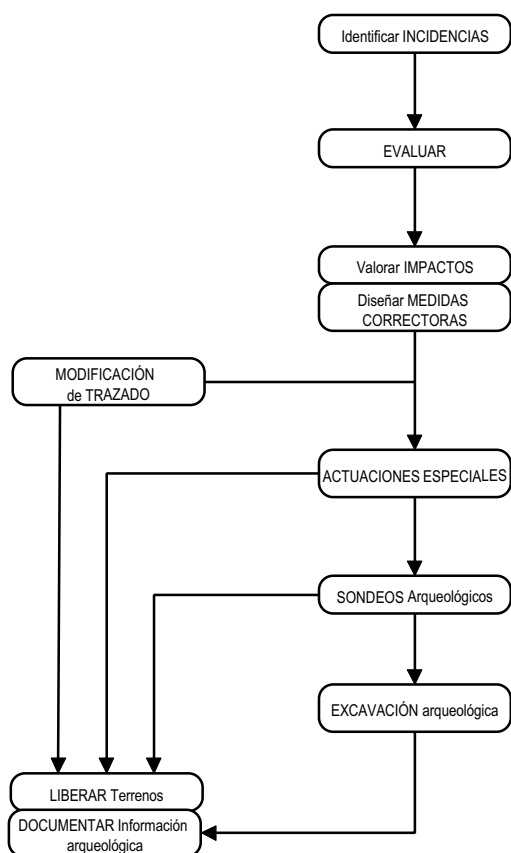 Identificar INCIDENCIAS
EVALUAR
Valorar IMPACTOS
Diseñar MEDIDAS
CORRECTORAS
MODIFICACIÓN
de TRAZADO
ACTUACIONES ESPECIALES
SONDEOS Arqueológicos
EXCAVACIÓN arqueológica
LIBERAR Terrenos
DOCUMENTAR Información
arqueológica